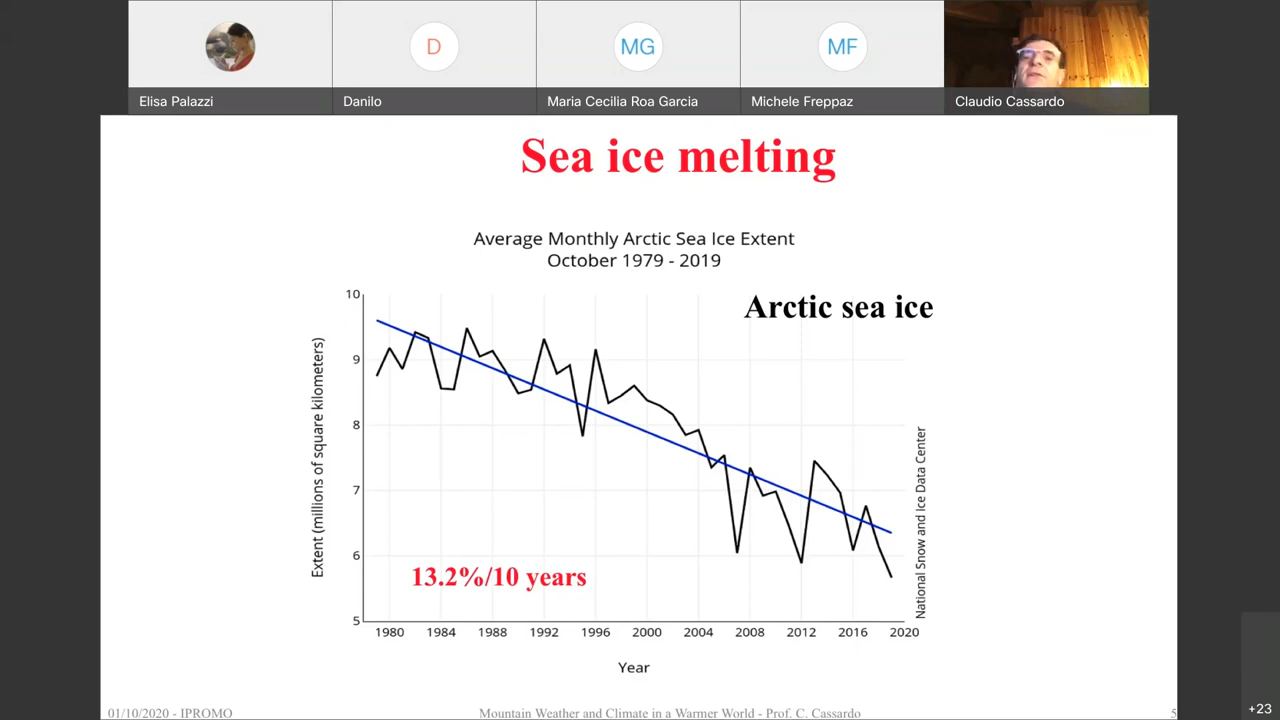 D
MG
MF
Elisa Palazzi
Danilo
Maria Cecilia Roa Garcia
Michele Freppaz
Claudio Cassardo
Sea ice melting
Average Monthly Arctic Sea Ice Extent
October 1979 - 2019
Arctic sea ice
Extent (millions of square kilometers)
10
9
8
7
6
5
13.2%/10 years
National Snow and Ice Data Center
1980 1984 1988 1992 1996 2000 2004 2008 2012 2016 2020
Year
01/10/2020 - IPROMO
Mountain Weather and Climate in a Warmer World - Prof. C. Cassardo
5
+23